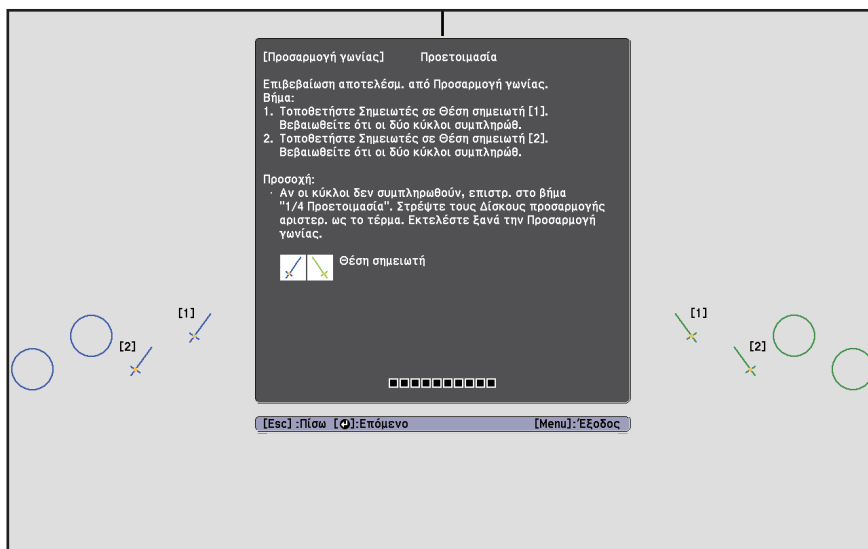 [Προσαρμογή γωνίας] Προετοιμασία
Επιβεβαίωση αποτελέσμ. από Προσαρμογή γωνίας.
Βήμα:
1. Τοποθετήστε Σημειωτές σε Θέση σημειωτή [1].
Βεβαιωθείτε ότι οι δύο κύκλοι συμπληρώθ.
2. Τοποθετήστε Σημειωτές σε Θέση σημειωτή [2].
Βεβαιωθείτε ότι οι δύο κύκλοι συμπληρώθ.
Προσοχή:
· Αν οι κύκλοι δεν συμπληρωθούν, επιστρ. στο βήμα
"1/4 Προετοιμασία". Στρέψτε τους Δίσκους προσαρμογής
αριστερ. ως το τέρμα. Εκτελέστε ξανά την Προσαρμογή
γωνίας.
Θέση σημειωτή
[1] [1]
[2] [2]
[Esc] :Πίσω [⏎]:Επόμενο [Menu]:Έξοδος